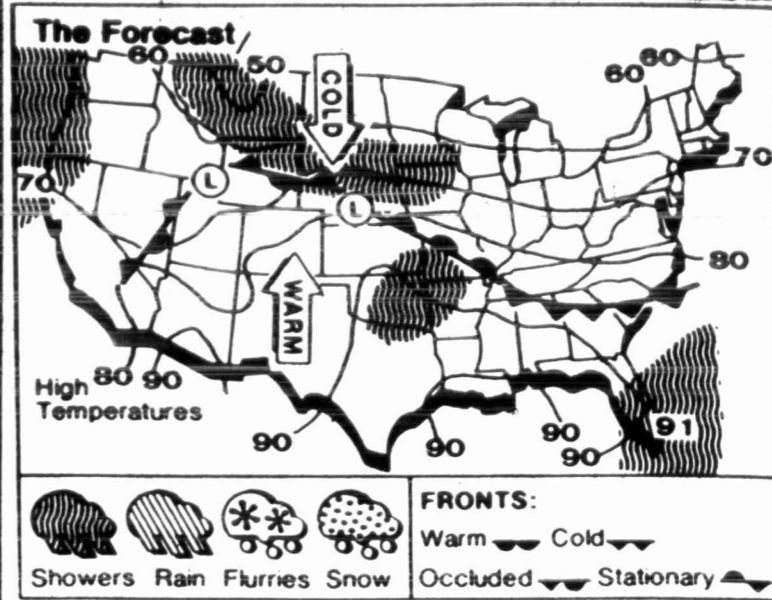 The Forecast
60 50 60 60
COLD
70 L 70
L
80
WARM
High 80 90
Temperatures
90 90 90 90 91
FRONTS:
Warm Cold
Showers Rain Flurries Snow Occluded Stationary